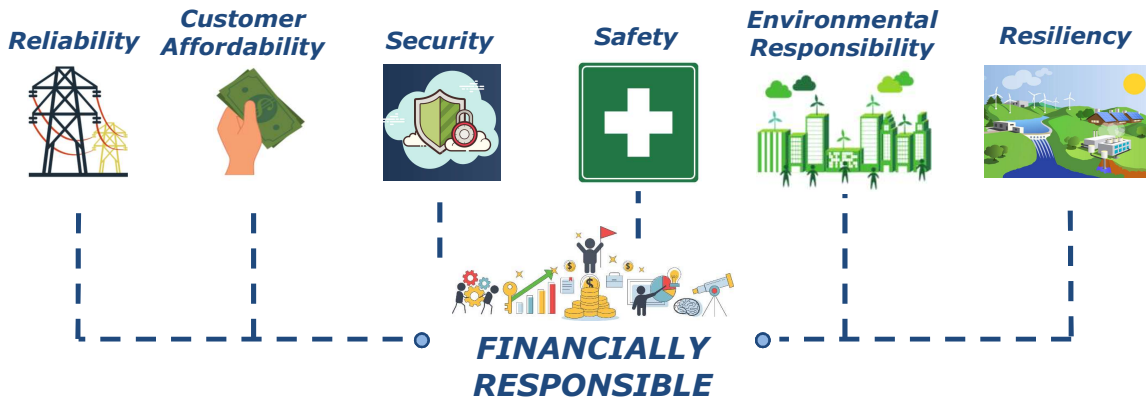 Reliability
Customer
Affordability
Security
Safety
Environmental
Responsibility
Resiliency
FINANCIALLY
RESPONSIBLE